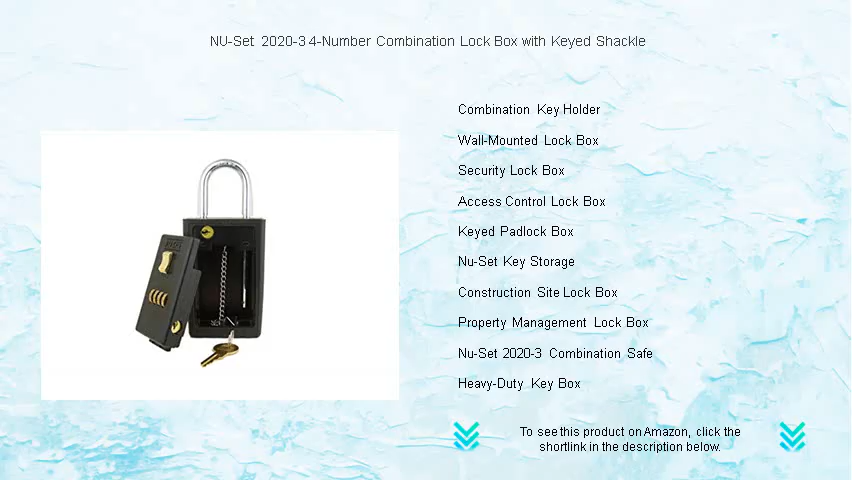 NU-Set 2020-3 4-Number Combination Lock Box with Keyed Shackle
Combination Key Holder
Wall-Mounted Lock Box
Security Lock Box
Access Control Lock Box
Keyed Padlock Box
Nu-Set Key Storage
Construction Site Lock Box
Property Management Lock Box
Nu-Set 2020-3 Combination Safe
Heavy-Duty Key Box
To see this product on Amazon, click the
shortlink in the description below.